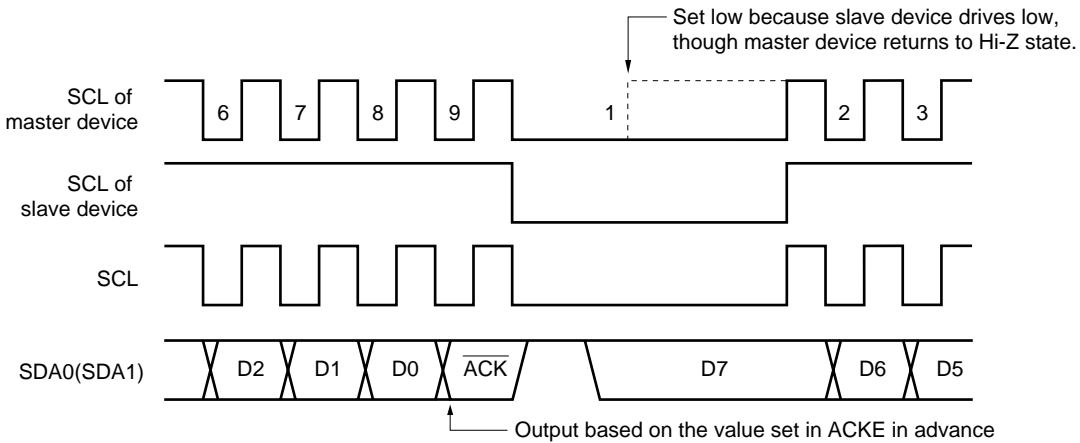 Set low because slave device drives low,
though master device returns to Hi-Z state.
SCL of
master device
6 7 8 9 1 2 3
SCL of
slave device
SCL
SDA0(SDA1)
D2 D1 D0 A̅C̅K̅ D7 D6 D5
Output based on the value set in ACKE in advance